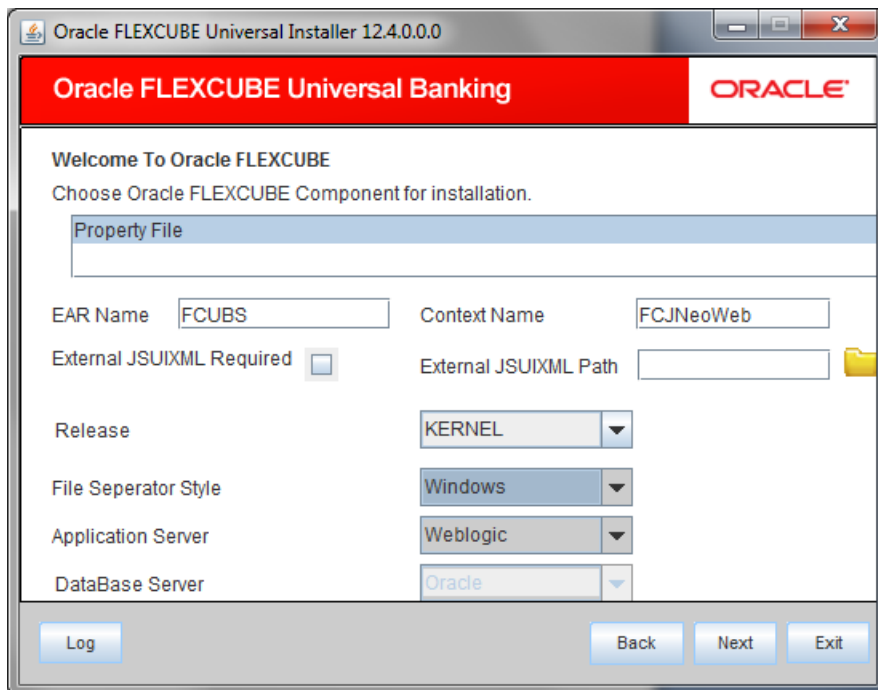 Oracle FLEXCUBE Universal Installer 12.4.0.0.0
Oracle FLEXCUBE Universal Banking
ORACLE
Welcome To Oracle FLEXCUBE
Choose Oracle FLEXCUBE Component for installation.
Property File
EAR Name FCUBS Context Name FCJNeoWeb
External JSUIXML Required External JSUIXML Path
Release KERNEL
File Seperator Style Windows
Application Server Weblogic
DataBase Server Oracle
Log Back Next Exit